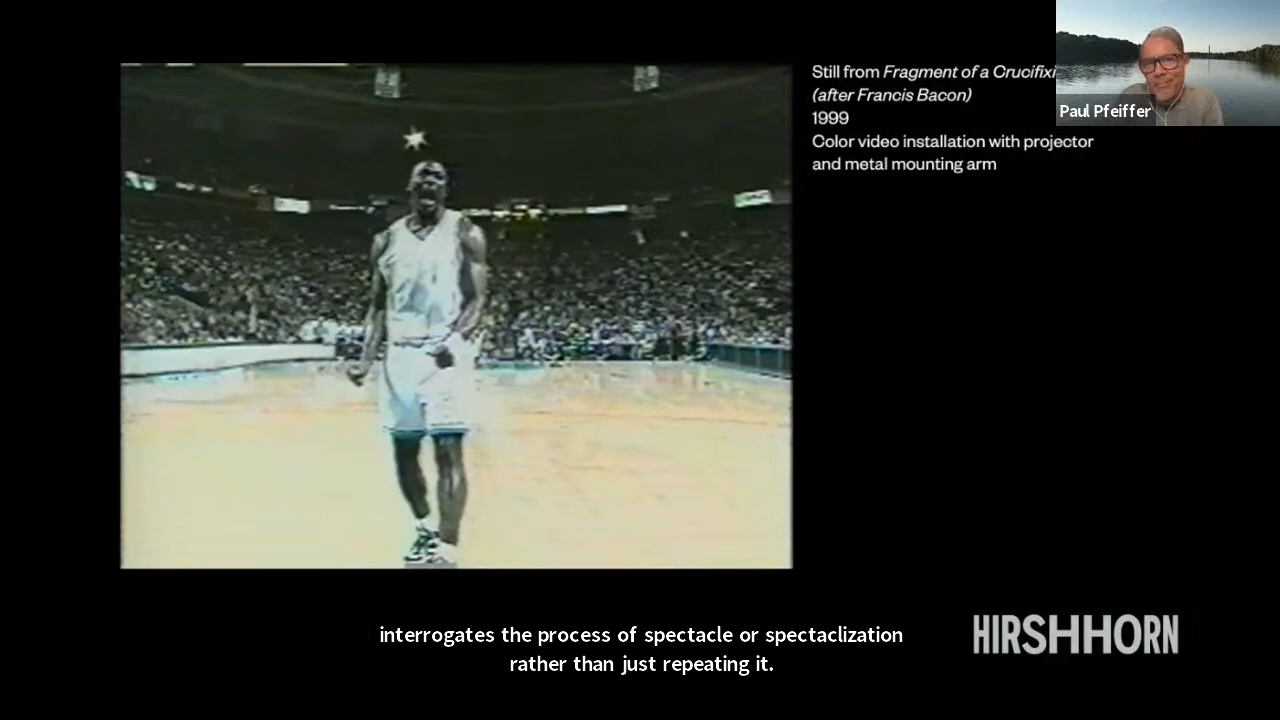 Still from Fragment of a Crucifixi
(after Francis Bacon)
1999
Color video installation with projector
and metal mounting arm
Paul Pfeiffer
interrogates the process of spectacle or spectaclization
rather than just repeating it.
HIRSHHORN